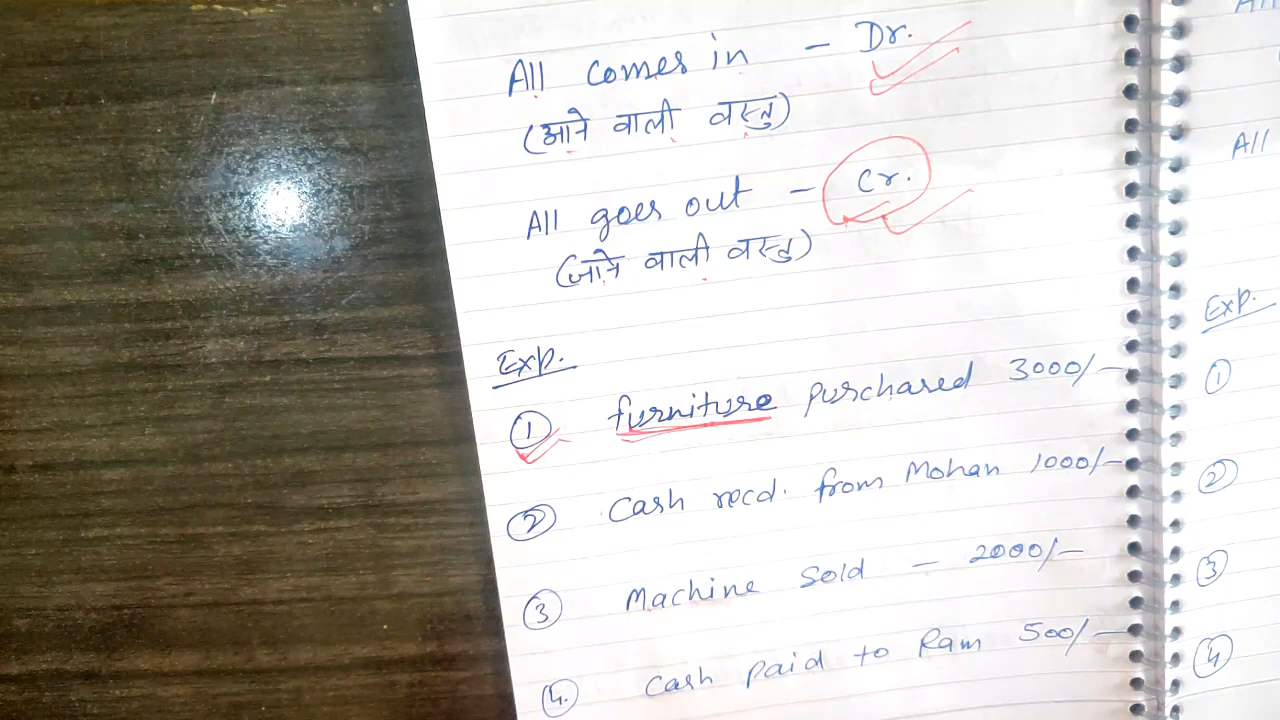 All comes in - Dr.
(आने वाली वस्तु)
All goes out - Cr.
(जाने वाली वस्तु)
Exp.
① furniture purchased 3000/-
② Cash recd. from Mohan 1000/-
③ Machine Sold - 2000/-
④. Cash paid to Ram 500/-
All
All
Exp.
①
②
③
④